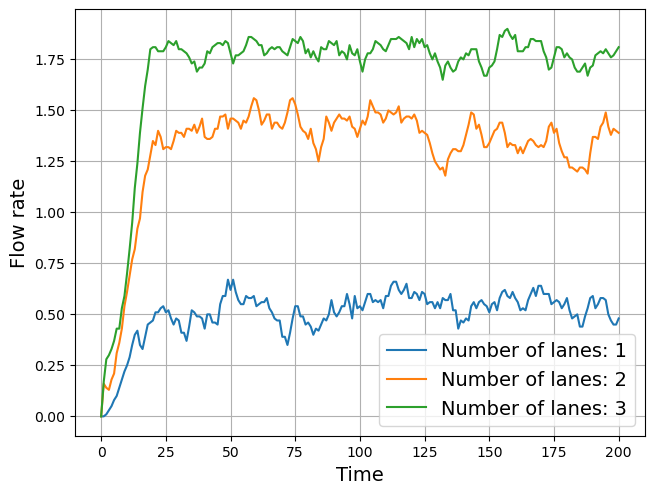 Flow rate
1.75
1.50
1.25
1.00
0.75
0.50
0.25
0.00
Number of lanes: 1
Number of lanes: 2
Number of lanes: 3
0 25 50 75 100 125 150 175 200
Time